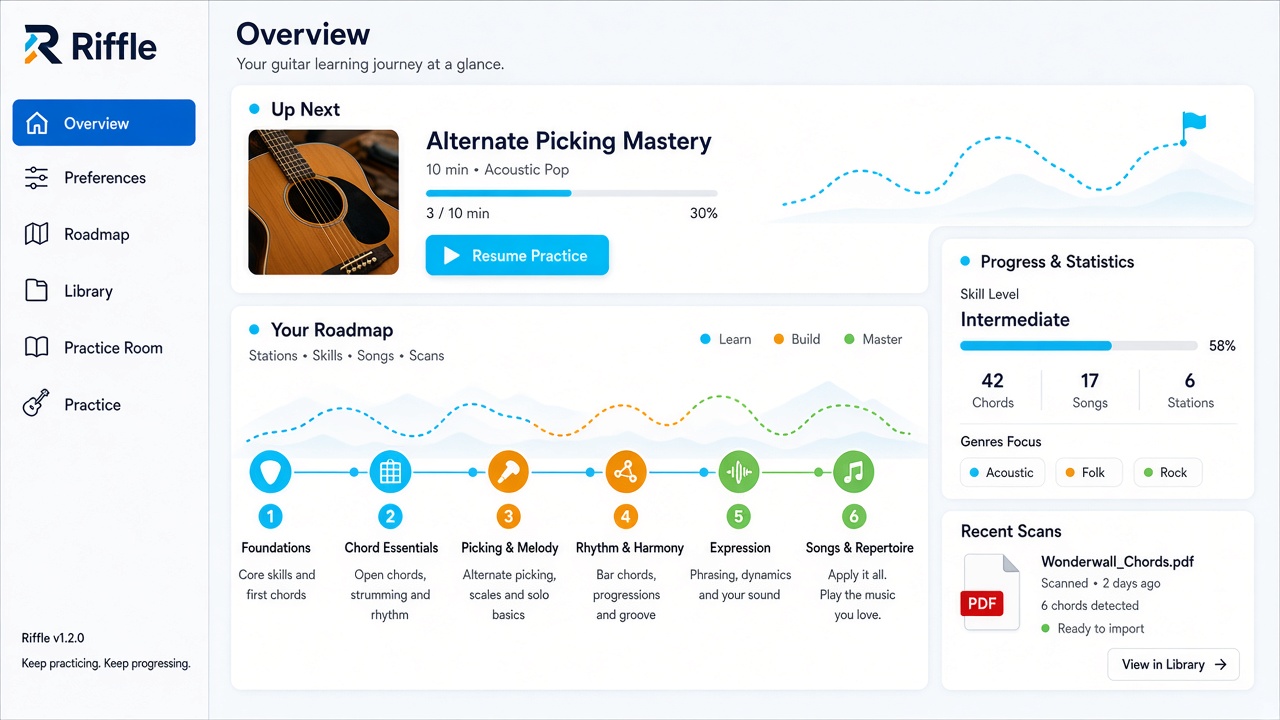 Riffle
Overview
Preferences
Roadmap
Library
Practice Room
Practice
Riffle v1.2.0
Keep practicing. Keep progressing.
Overview
Your guitar learning journey at a glance.
Up Next
Alternate Picking Mastery
10 min • Acoustic Pop
3 / 10 min 30%
Resume Practice
Your Roadmap
Stations • Skills • Songs • Scans
Learn Build Master
1 2 3 4 5 6
Foundations
Core skills and
first chords
Chord Essentials
Open chords,
strumming and
rhythm
Picking & Melody
Alternate picking,
scales and solo
basics
Rhythm & Harmony
Bar chords,
progressions
and groove
Expression
Phrasing, dynamics
and your sound
Songs & Repertoire
Apply it all.
Play the music
you love.
Progress & Statistics
Skill Level
Intermediate
58%
42 17 6
Chords Songs Stations
Genres Focus
Acoustic Folk Rock
Recent Scans
PDF
Wonderwall_Chords.pdf
Scanned • 2 days ago
6 chords detected
Ready to import
View in Library →